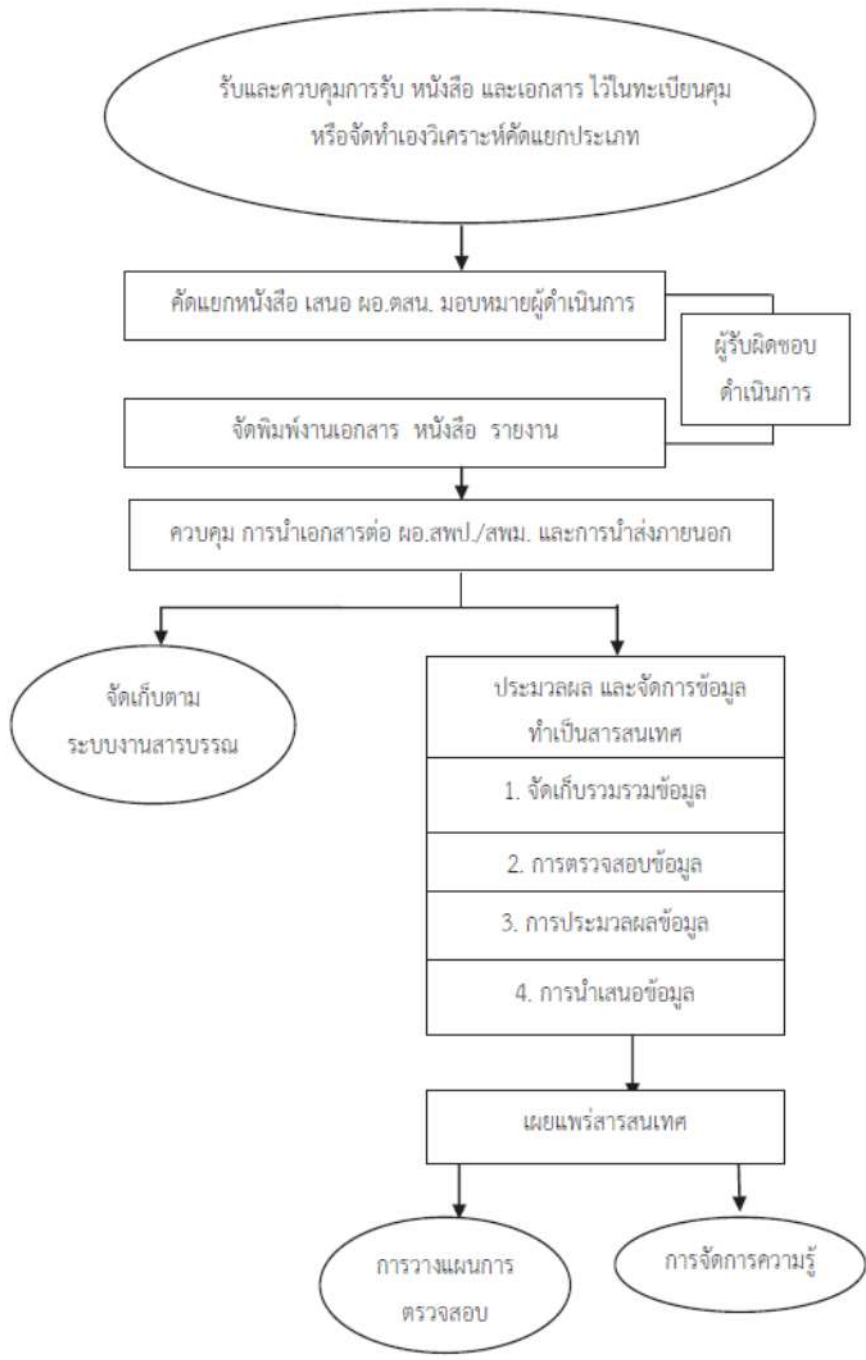 รับและควบคุมการรับ หนังสือ และเอกสาร ไว้ในทะเบียนคุม
หรือจัดทำเองวิเคราะห์คัดแยกประเภท
คัดแยกหนังสือ เสนอ ผอ.ตสน. มอบหมายผู้ดำเนินการ
ผู้รับผิดชอบ
ดำเนินการ
จัดพิมพ์งานเอกสาร หนังสือ รายงาน
ควบคุม การนำเอกสารต่อ ผอ.สพป./สพม. และการนำส่งภายนอก
จัดเก็บตาม
ระบบงานสารบรรณ
ประมวลผล และจัดการข้อมูล
ทำเป็นสารสนเทศ
1. จัดเก็บรวมรวมข้อมูล
2. การตรวจสอบข้อมูล
3. การประมวลผลข้อมูล
4. การนำเสนอข้อมูล
เผยแพร่สารสนเทศ
การวางแผนการ
ตรวจสอบ
การจัดการความรู้